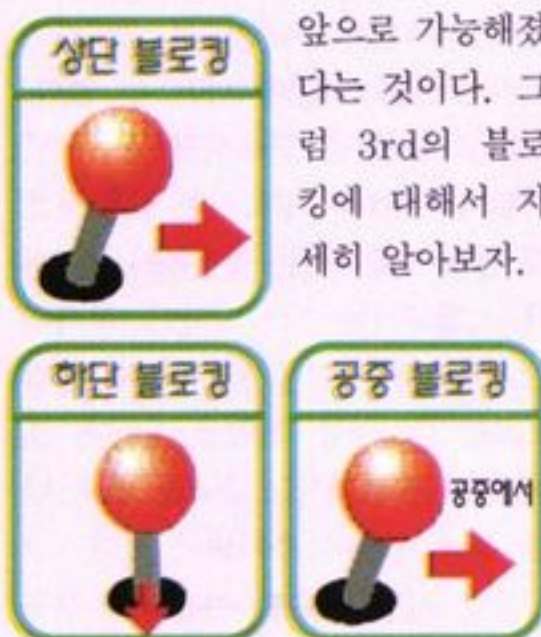 상단 블로킹
앞으로 가능해졌
다는 것이다. 그
럼 3rd의 블로
킹에 대해서 자
세히 알아보자.
하단 블로킹
공중 블로킹
공중에서